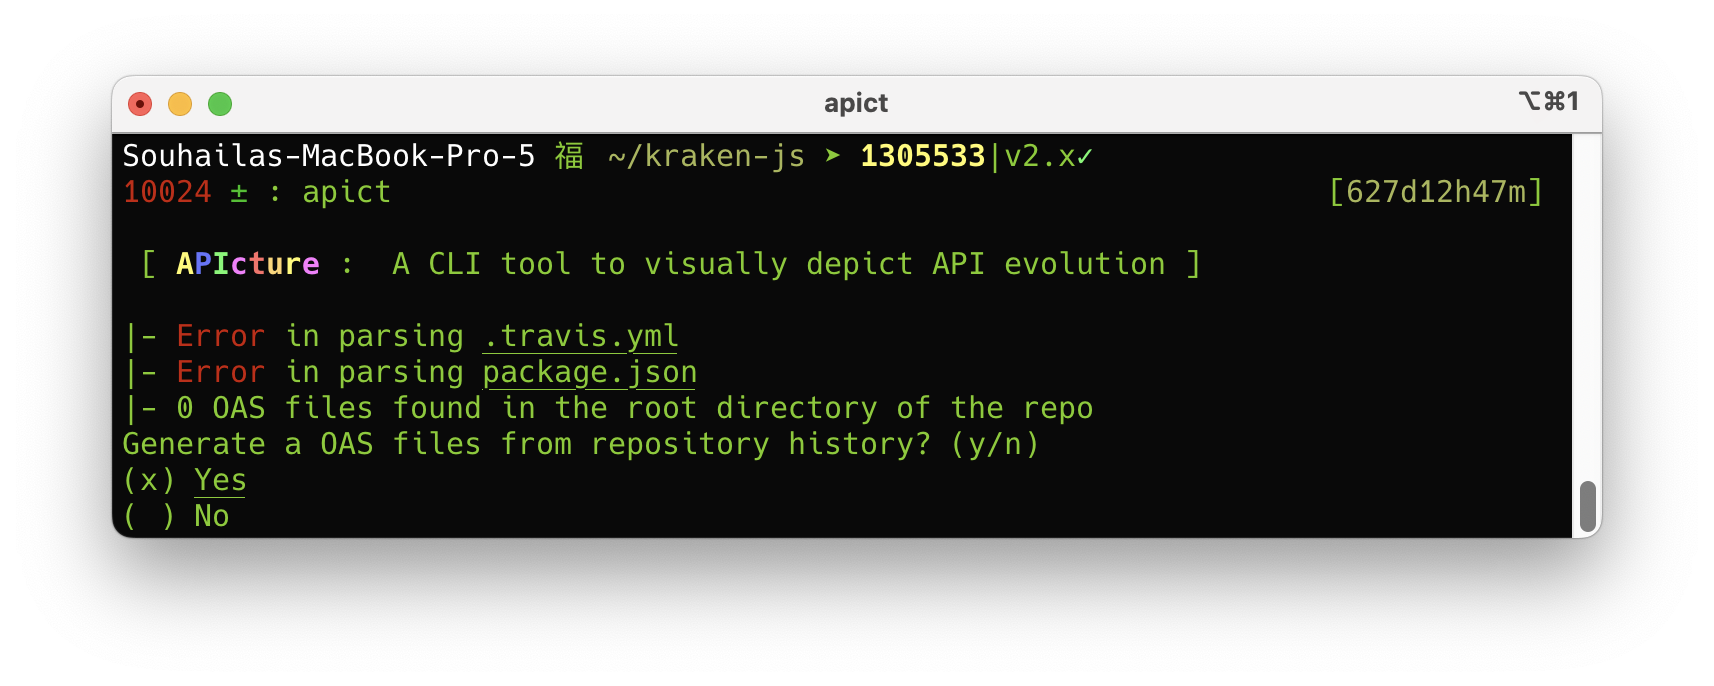 apict
⌥⌘1
Souhailas-MacBook-Pro-5 福 ~/kraken-js ➤ 1305533|v2.x✓
10024 ± : apict [627d12h47m]
[ APIcture : A CLI tool to visually depict API evolution ]
|- Error in parsing .travis.yml
|- Error in parsing package.json
|- 0 OAS files found in the root directory of the repo
Generate a OAS files from repository history? (y/n)
(x) Yes
( ) No